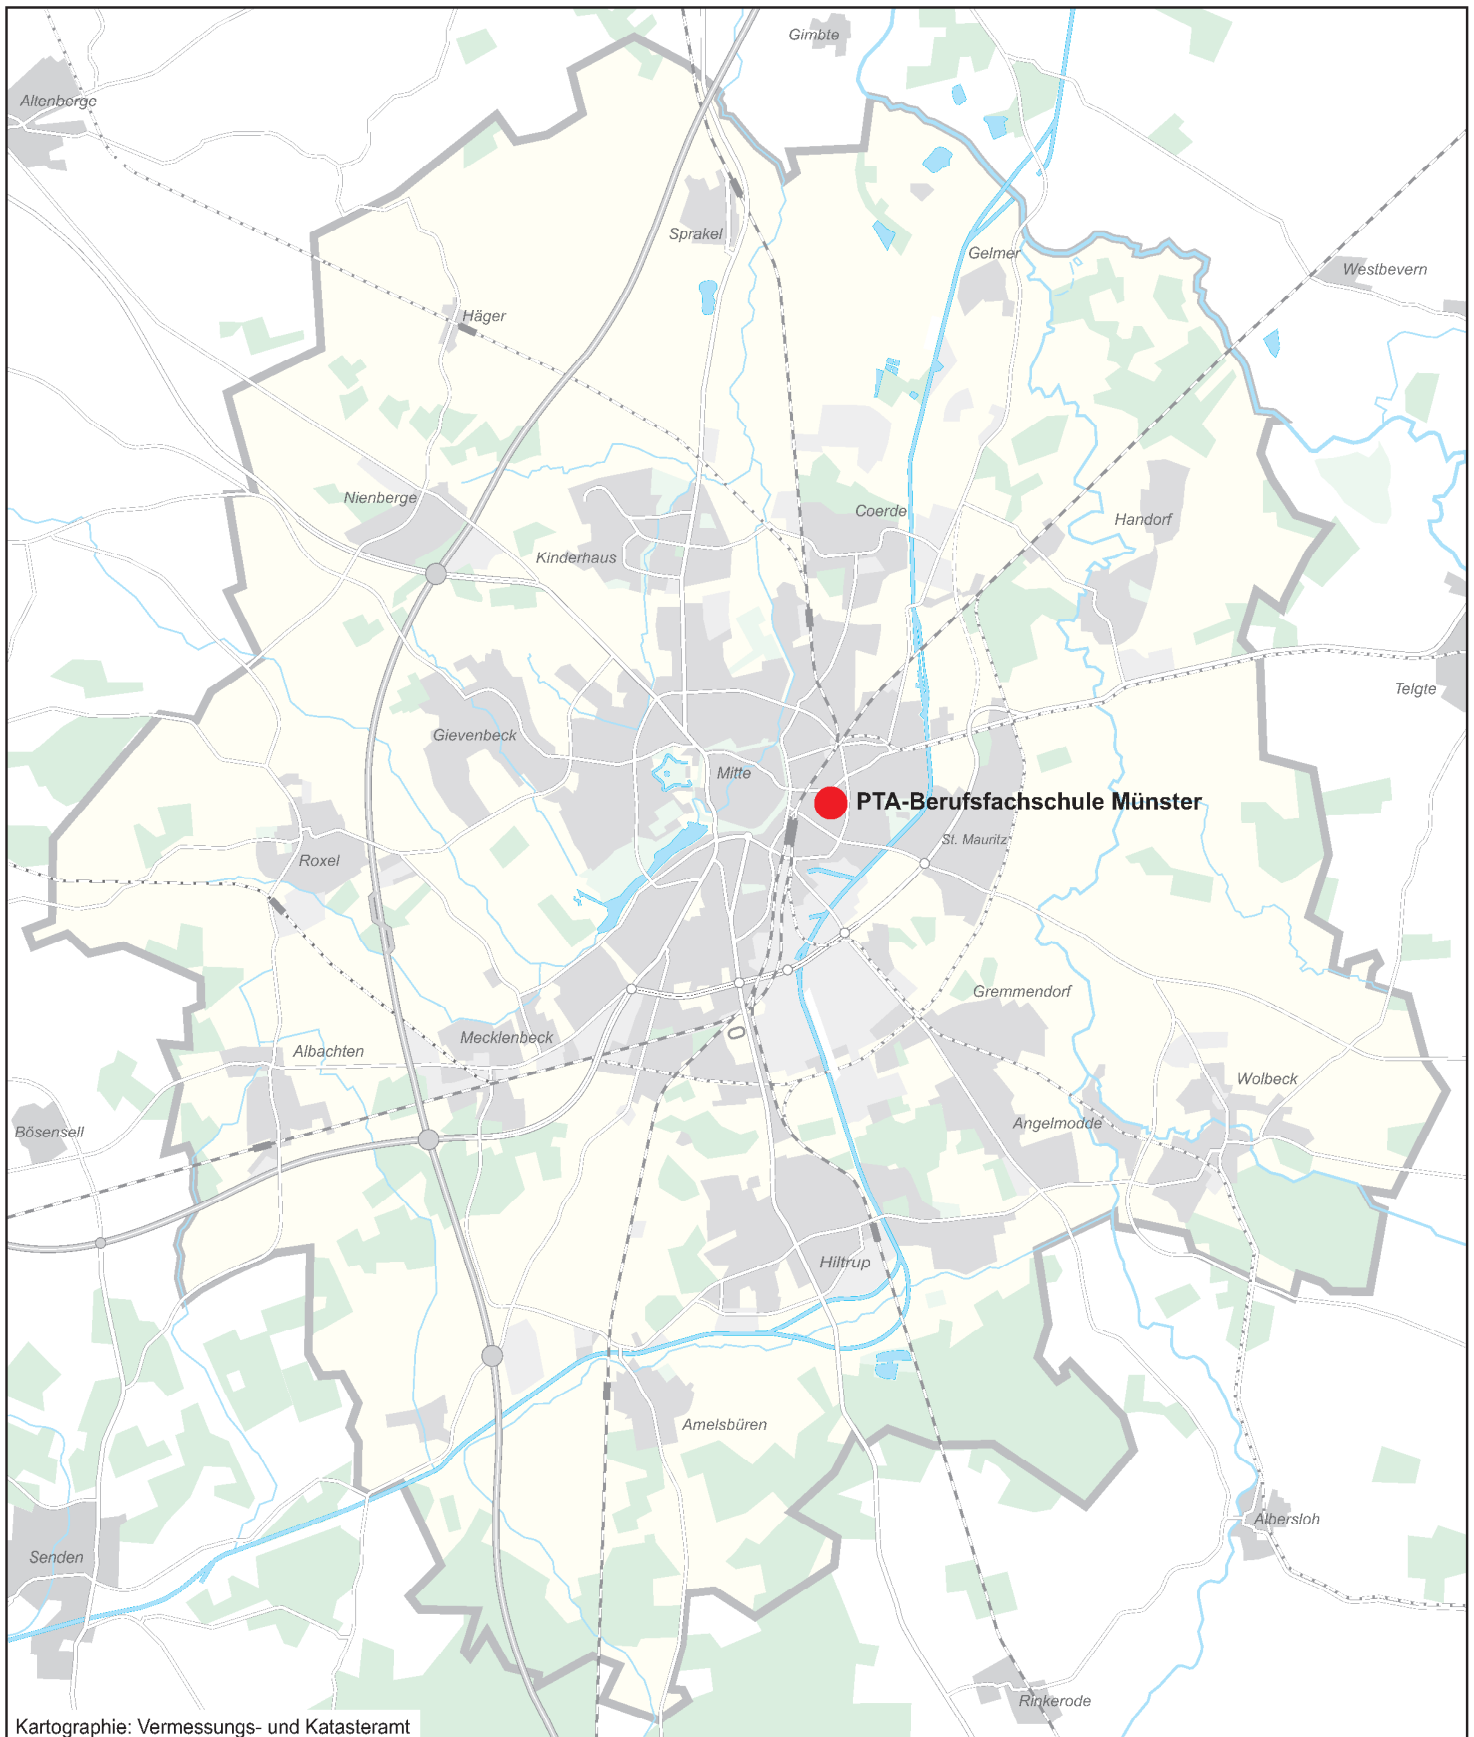 Gimbte
Altenberge
Sprakel
Gelmer
Westbevern
Häger
Nienberge
Coerde
Handorf
Kinderhaus
Telgte
Gievenbeck
Mitte
PTA-Berufsfachschule Münster
St. Mauritz
Roxel
Gremmendorf
Mecklenbeck
Albachten
Wolbeck
Bösensell
Angelmodde
Hiltrup
Amelsbüren
Albersloh
Senden
Rinkerode
Kartographie: Vermessungs- und Katasteramt